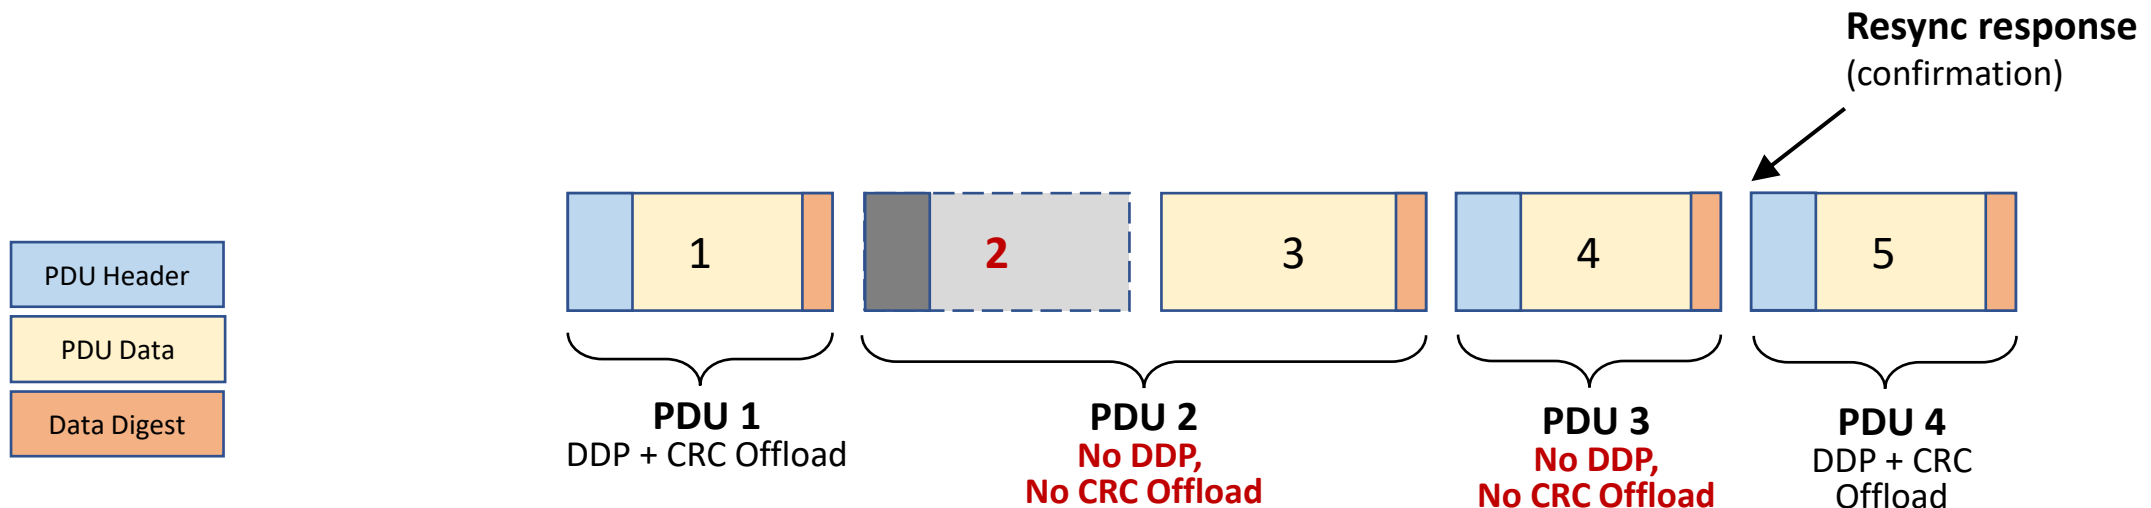 Resync response
(confirmation)
PDU Header
PDU Data
Data Digest
1
2
3
4
5
PDU 1
DDP + CRC Offload
PDU 2
No DDP,
No CRC Offload
PDU 3
No DDP,
No CRC Offload
PDU 4
DDP + CRC
Offload